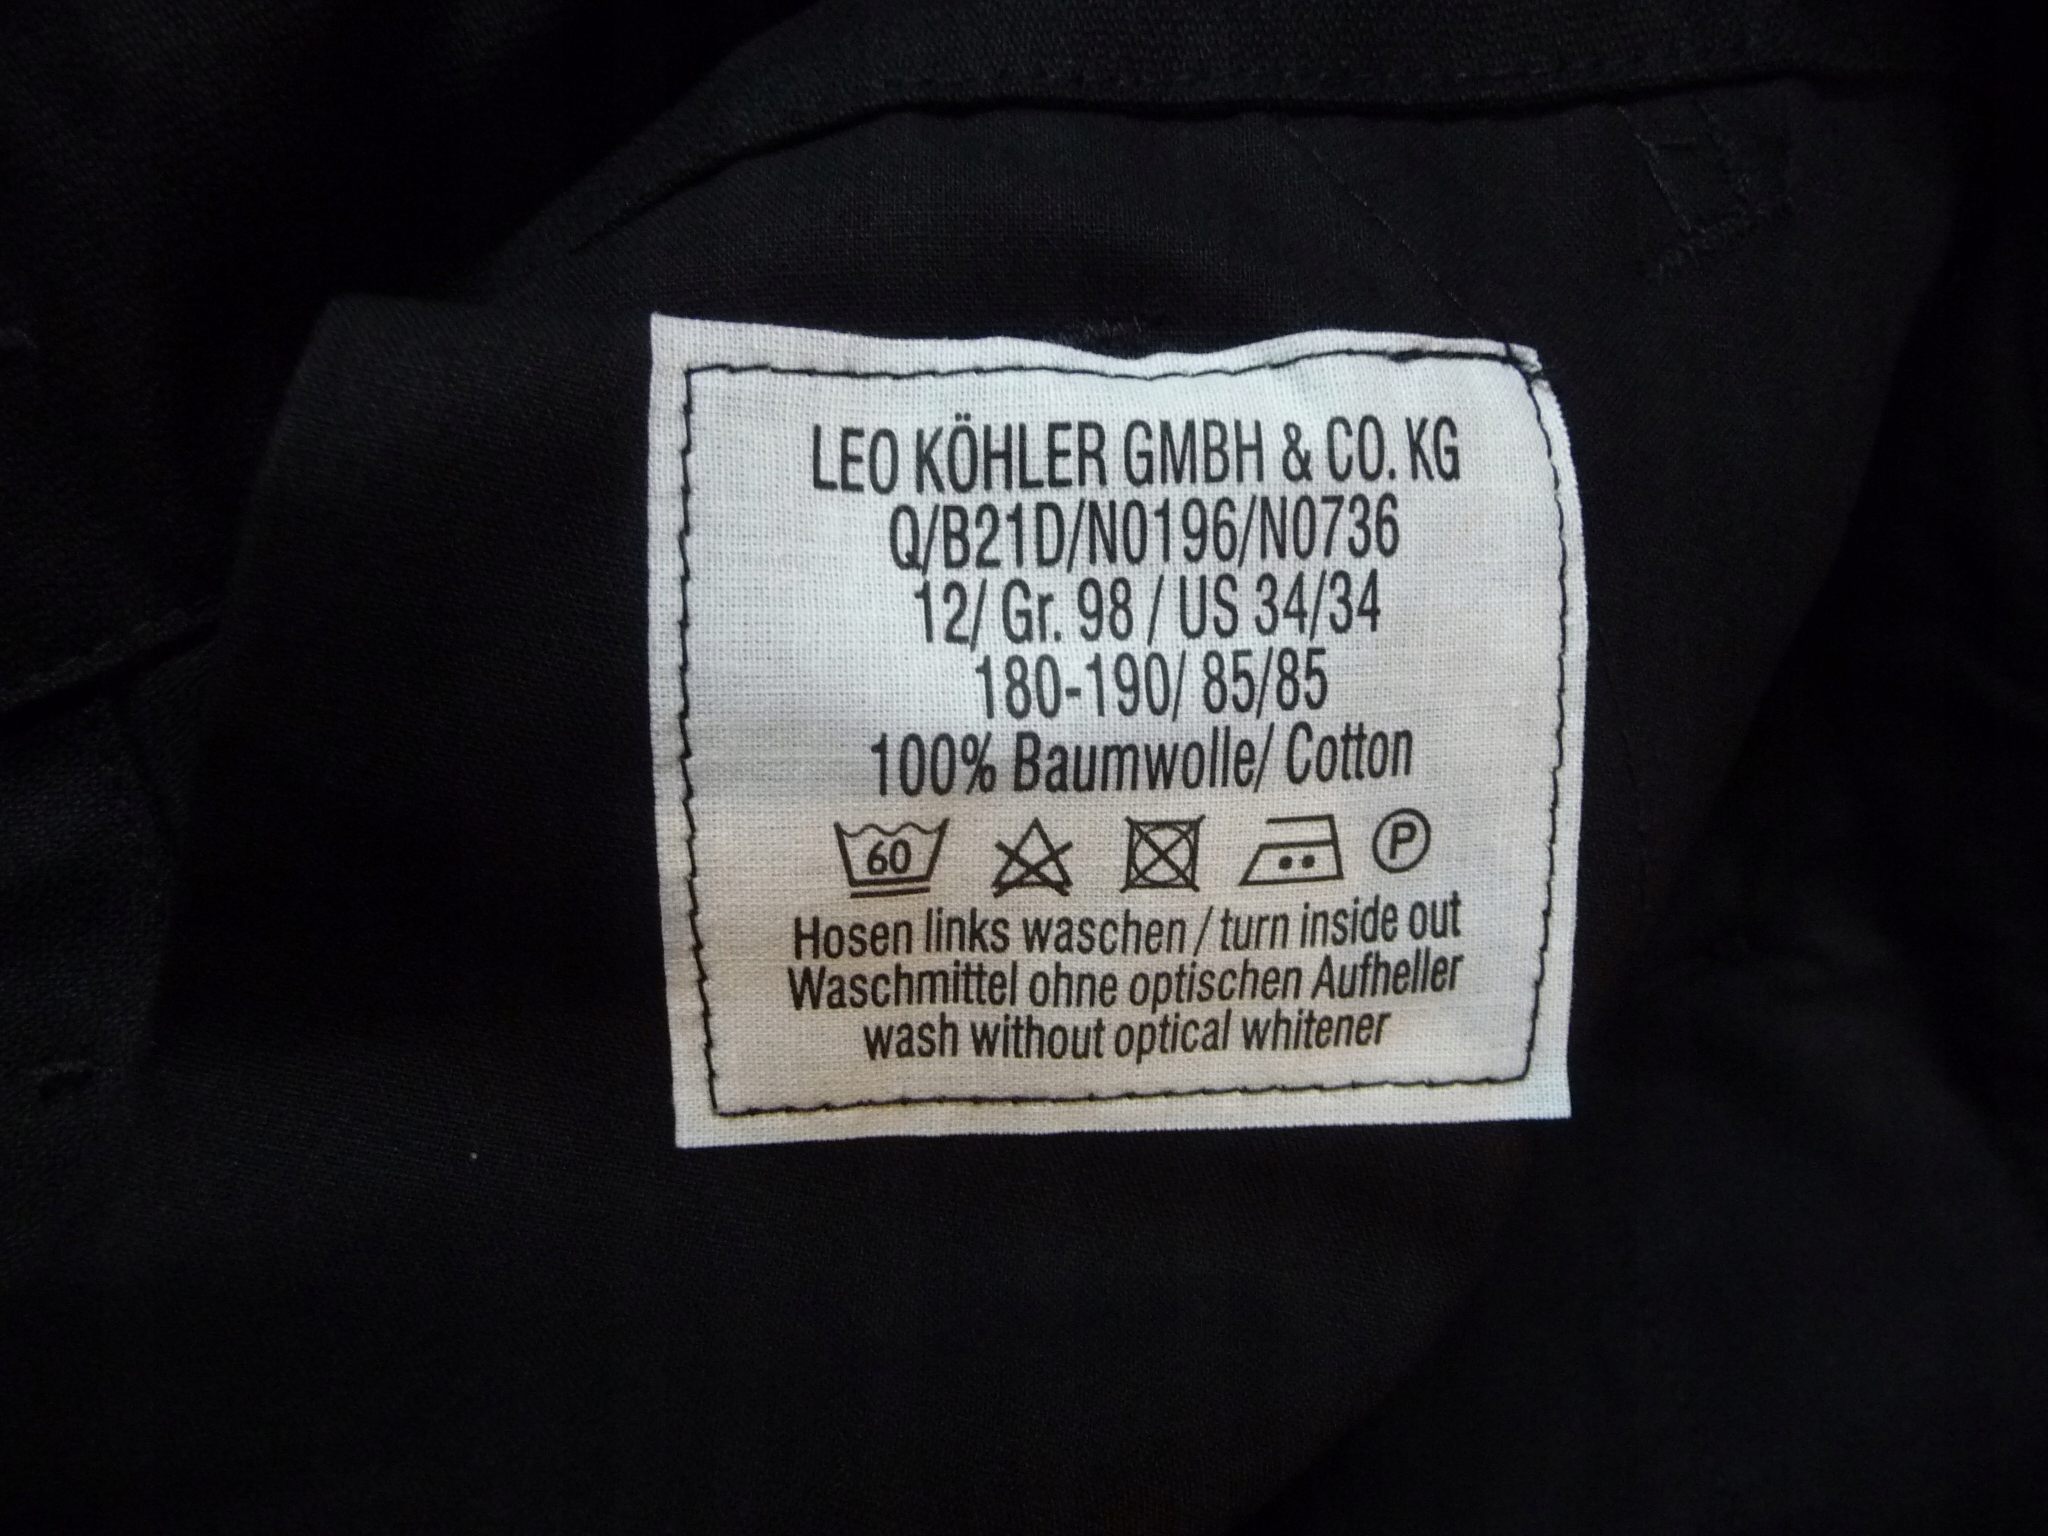 LEO KÖHLER GMBH & CO. KG
Q/B21D/N0196/N0736
12/ Gr. 98 / US 34/34
180-190/ 85/85
100% Baumwolle/ Cotton
60 P
Hosen links waschen / turn inside out
Waschmittel ohne optischen Aufheller
wash without optical whitener